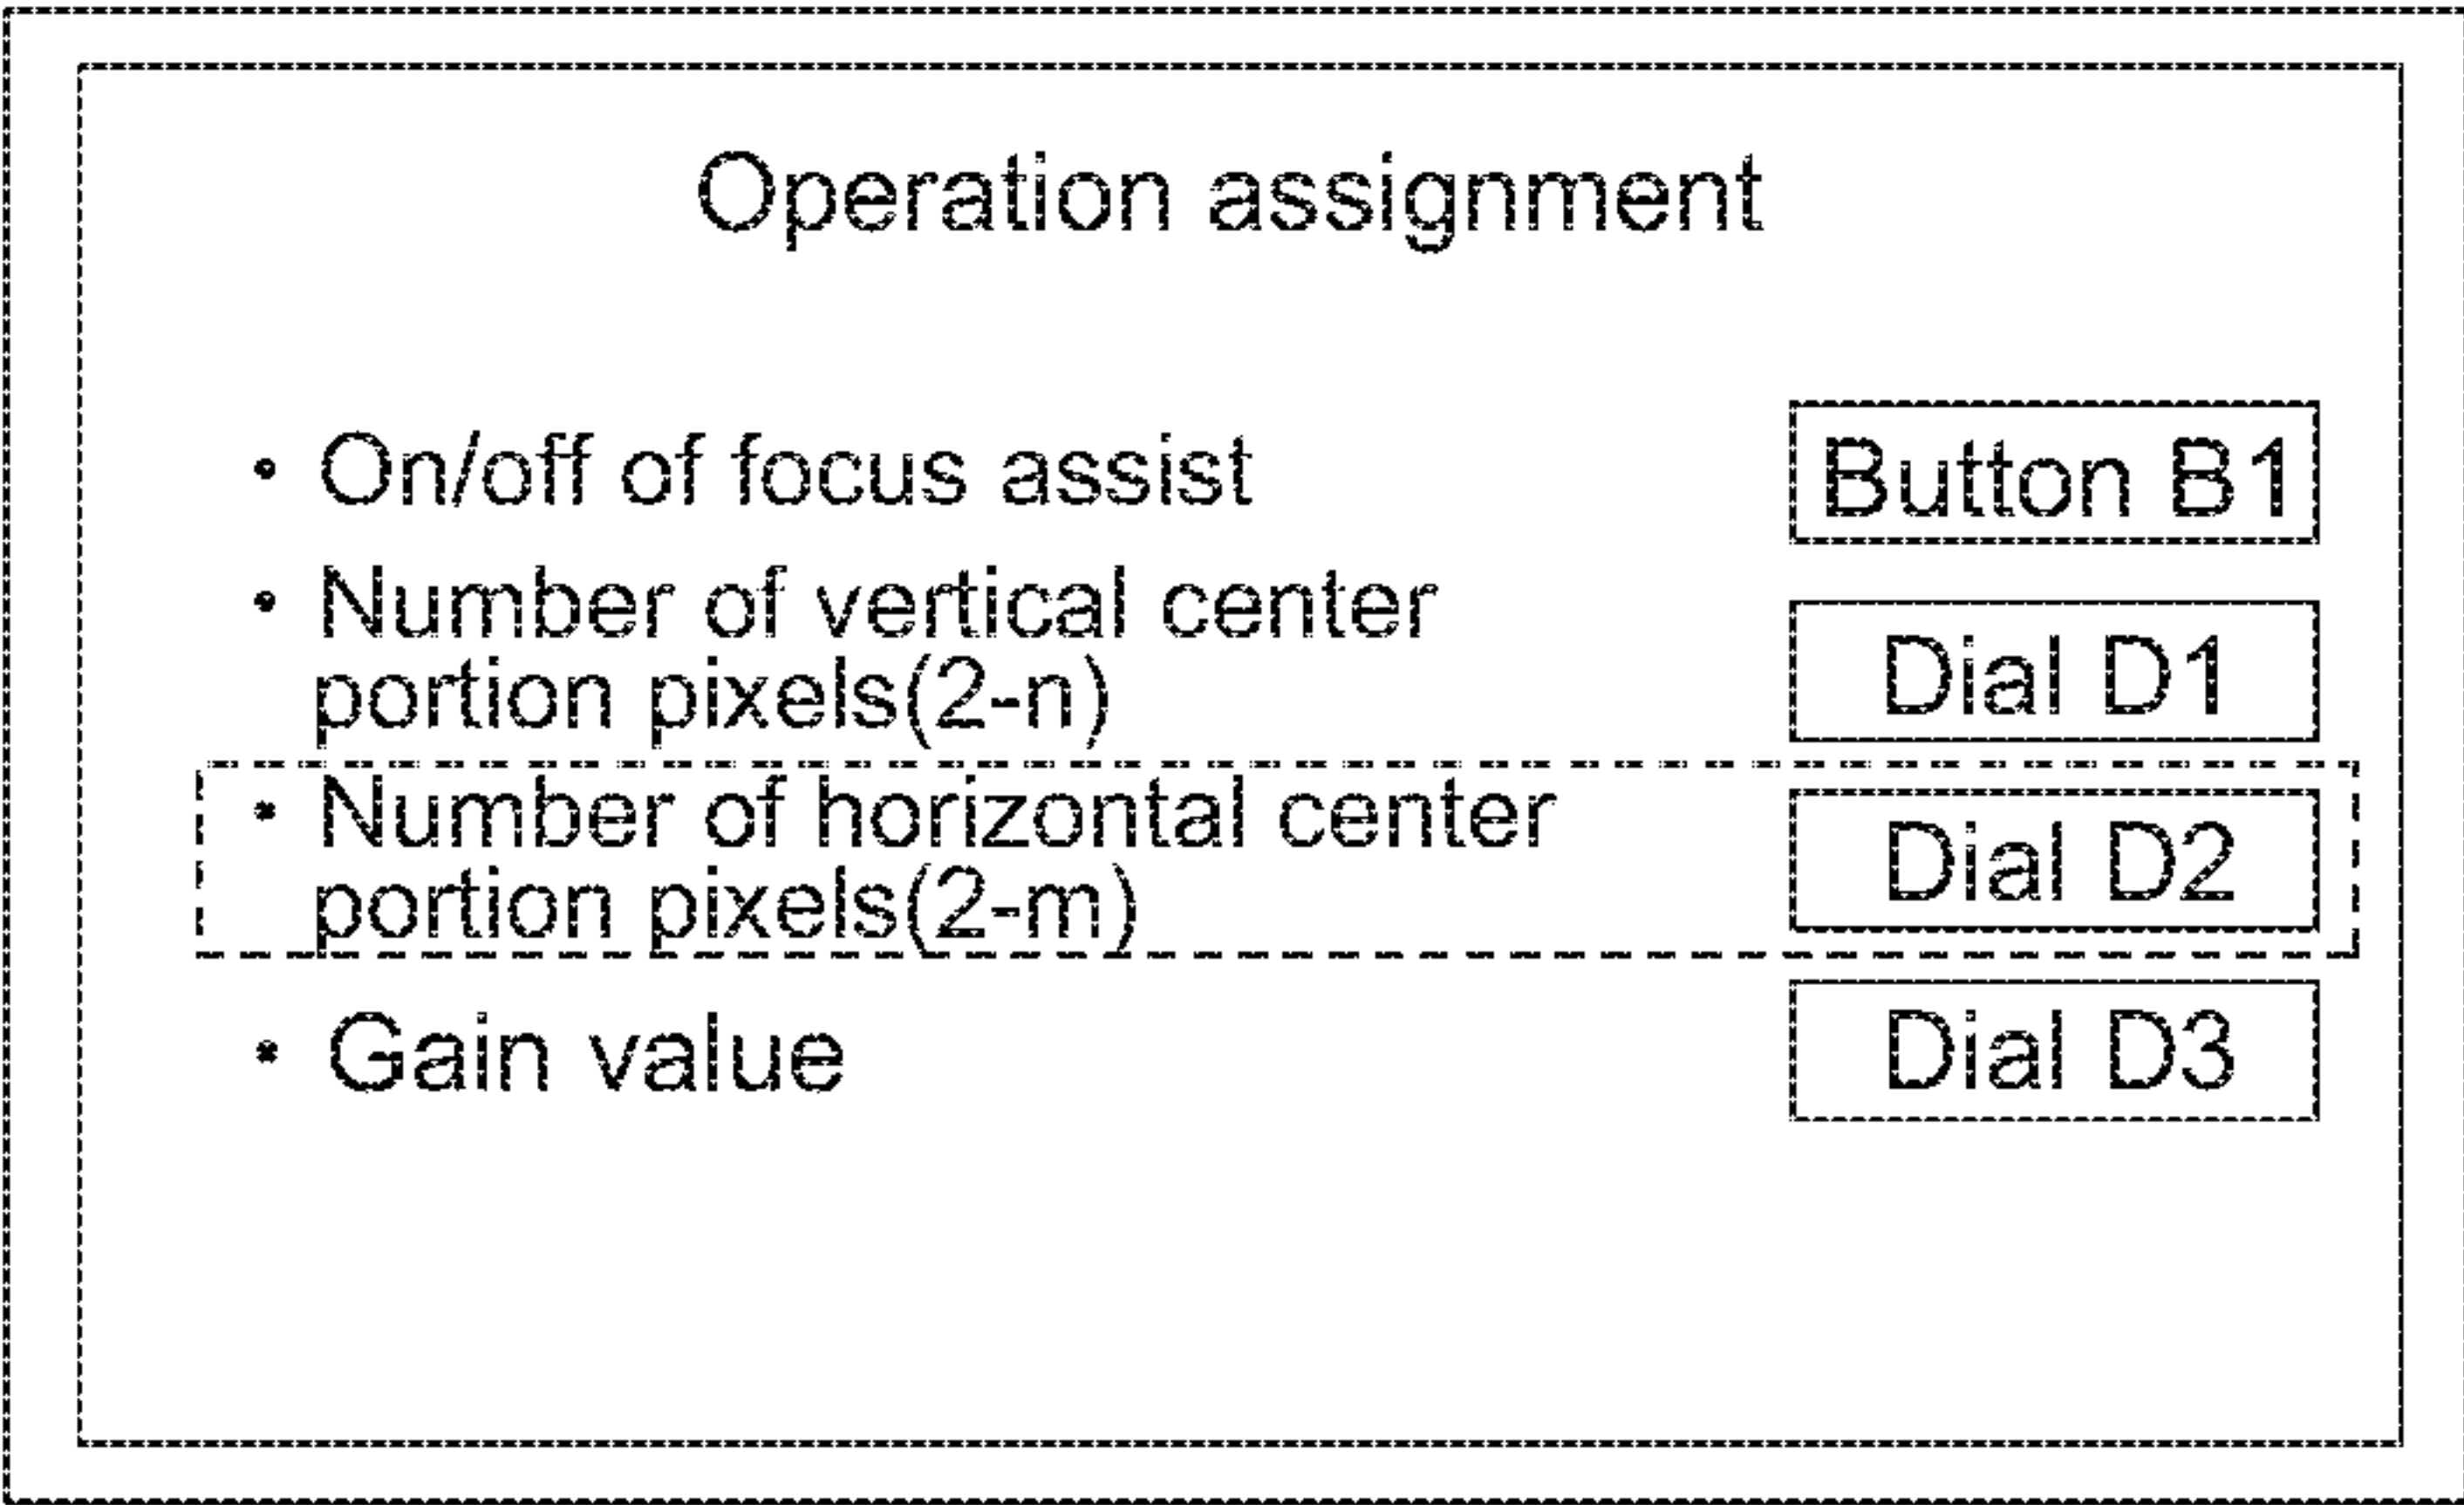 Operation assignment
・On/off of focus assist
Button B1
・Number of vertical center
portion pixels(2-n)
Dial D1
・Number of horizontal center
portion pixels(2-m)
Dial D2
・Gain value
Dial D3